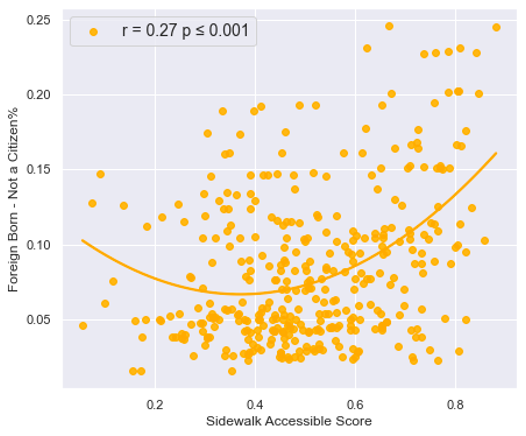 r = 0.27 p ≤ 0.001
0.25
0.20
0.15
0.10
0.05
Foreign Born - Not a Citizen%
0.2 0.4 0.6 0.8
Sidewalk Accessible Score